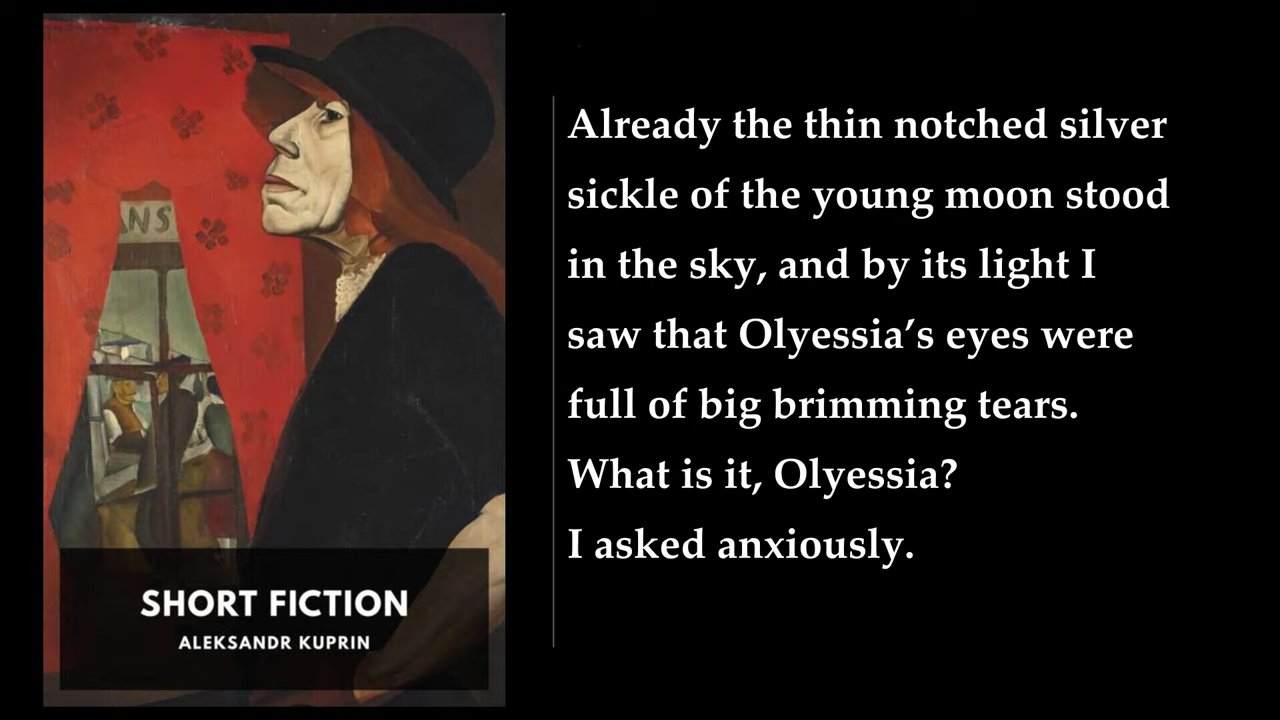 ANS
SHORT FICTION
ALEKSANDR KUPRIN
Already the thin notched silver
sickle of the young moon stood
in the sky, and by its light I
saw that Olyessia’s eyes were
full of big brimming tears.
What is it, Olyessia?
I asked anxiously.